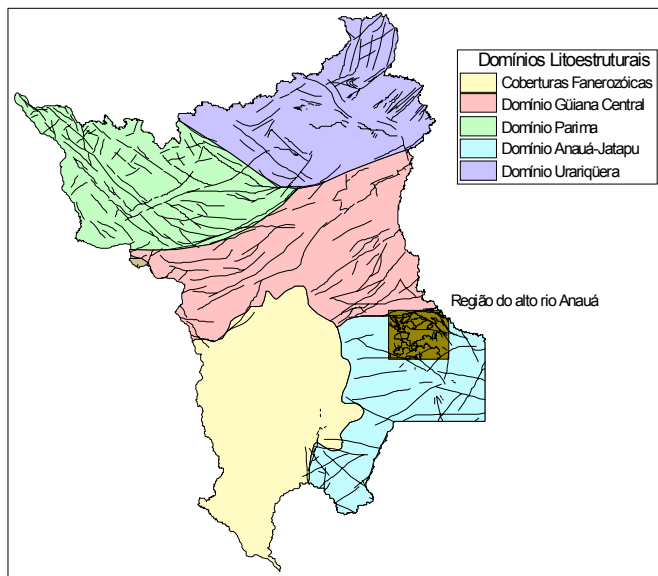 Domínios Litoestruturais
Coberturas Fanerozóicas
Domínio Güiana Central
Domínio Parima
Domínio Anauá-Jatapu
Domínio Urariqüera
Região do alto rio Anauá